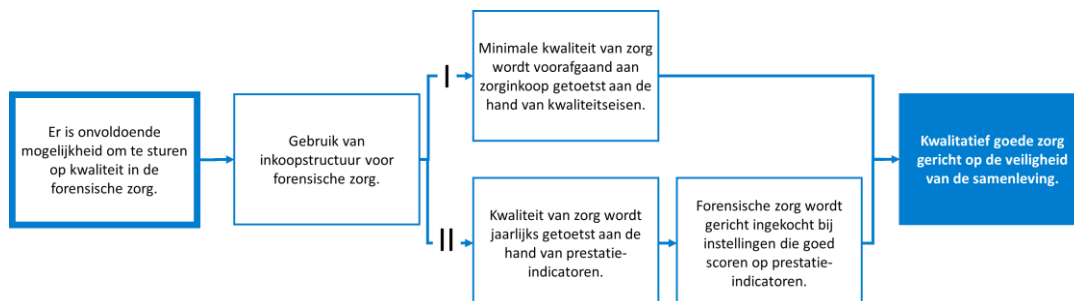 Er is onvoldoende
mogelijkheid om te sturen
op kwaliteit in de
forensische zorg.
Gebruik van
inkoopstructuur voor
forensische zorg.
I
Minimale kwaliteit van zorg
wordt voorafgaand aan
zorginkoop getoetst aan de
hand van kwaliteitseisen.
II
Kwaliteit van zorg wordt
jaarlijks getoetst aan de
hand van prestatie-
indicatoren.
Forensische zorg wordt
gericht ingekocht bij
instellingen die goed
scoren op prestatie-
indicatoren.
Kwalitatief goede zorg
gericht op de veiligheid
van de samenleving.